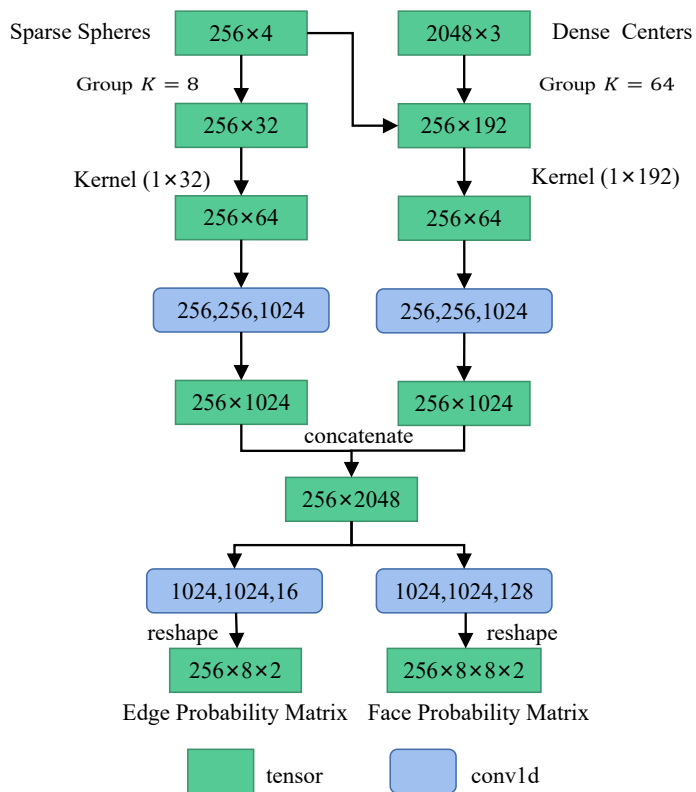 Sparse Spheres 256×4 2048×3 Dense Centers
Group K = 8 Group K = 64
256×32 256×192
Kernel (1×32) Kernel (1×192)
256×64 256×64
256,256,1024 256,256,1024
256×1024 256×1024
concatenate
256×2048
1024,1024,16 1024,1024,128
reshape reshape
256×8×2 256×8×8×2
Edge Probability Matrix Face Probability Matrix
tensor conv1d